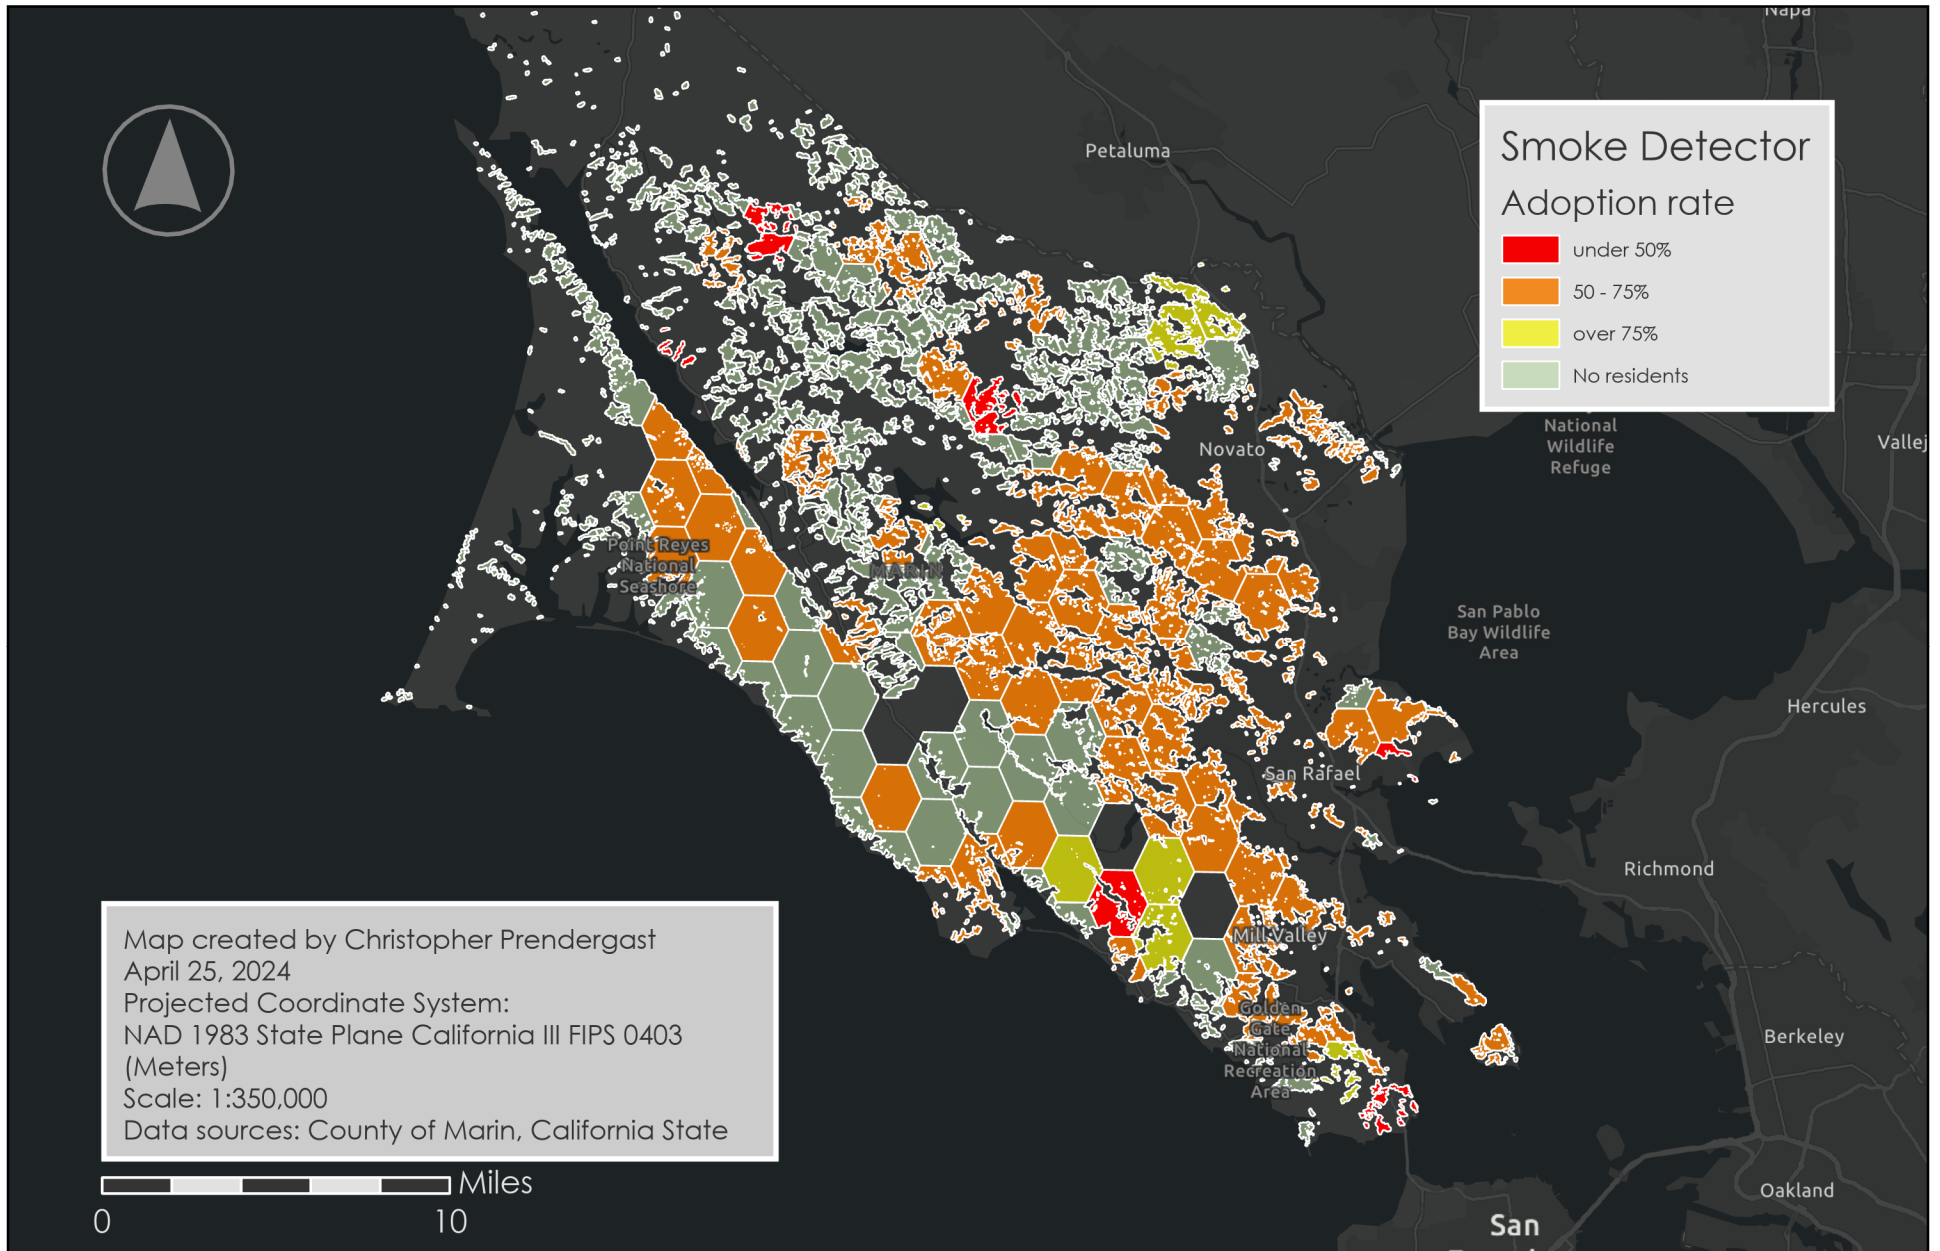 Napa
Petaluma
Smoke Detector
Adoption rate
under 50%
50 - 75%
over 75%
No residents
National
Wildlife
Refuge
Vallej
Novato
Point Reyes
National
Seashore
MARIN
San Pablo
Bay Wildlife
Area
Hercules
San Rafael
Richmond
Mill Valley
Golden
Gate
National
Recreation
Area
Berkeley
Oakland
San
Map created by Christopher Prendergast
April 25, 2024
Projected Coordinate System:
NAD 1983 State Plane California III FIPS 0403
(Meters)
Scale: 1:350,000
Data sources: County of Marin, California State
Miles
0 10